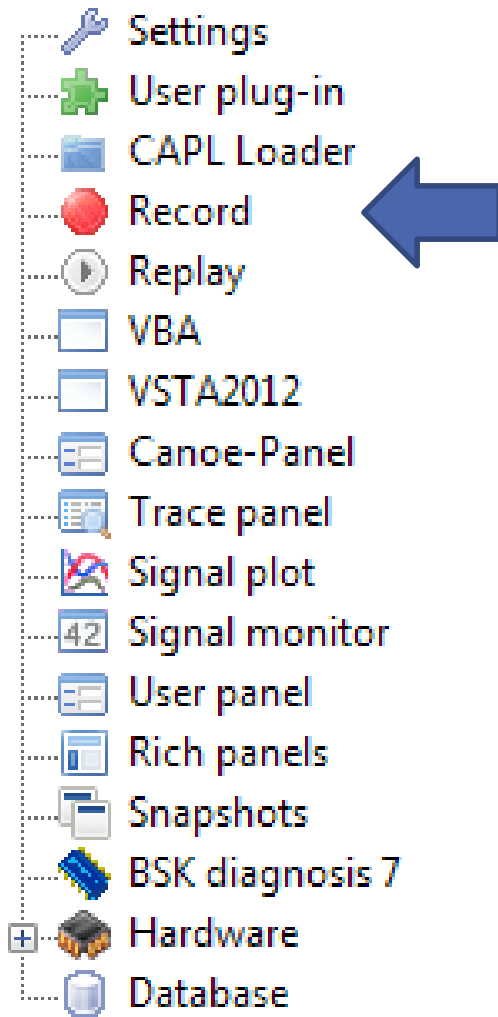 Settings
User plug-in
CAPL Loader
Record
Replay
VBA
VSTA2012
Canoe-Panel
Trace panel
Signal plot
42 Signal monitor
User panel
Rich panels
Snapshots
BSK diagnosis 7
Hardware
Database